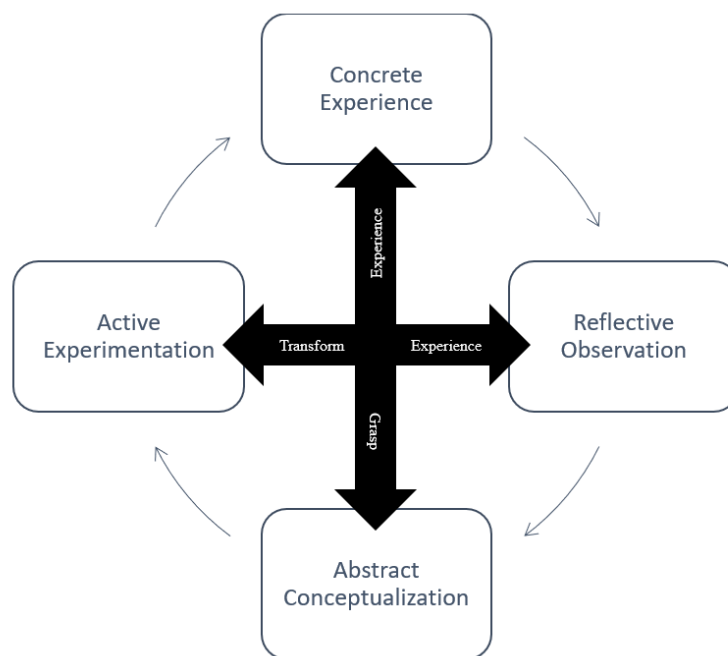 Concrete
Experience
Experience
Active
Experimentation
Transform
Experience
Reflective
Observation
Grasp
Abstract
Conceptualization